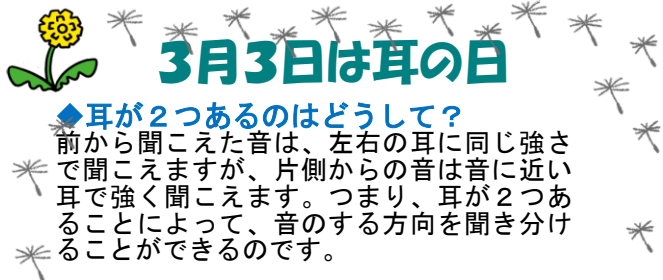 ３月３日は耳の日
◆耳が２つあるのはどうして？
前から聞こえた音は、左右の耳に同じ強さ
で聞こえますが、片側からの音は音に近い
耳で強く聞こえます。つまり、耳が２つあ
ることによって、音のする方向を聞き分け
ることができるのです。